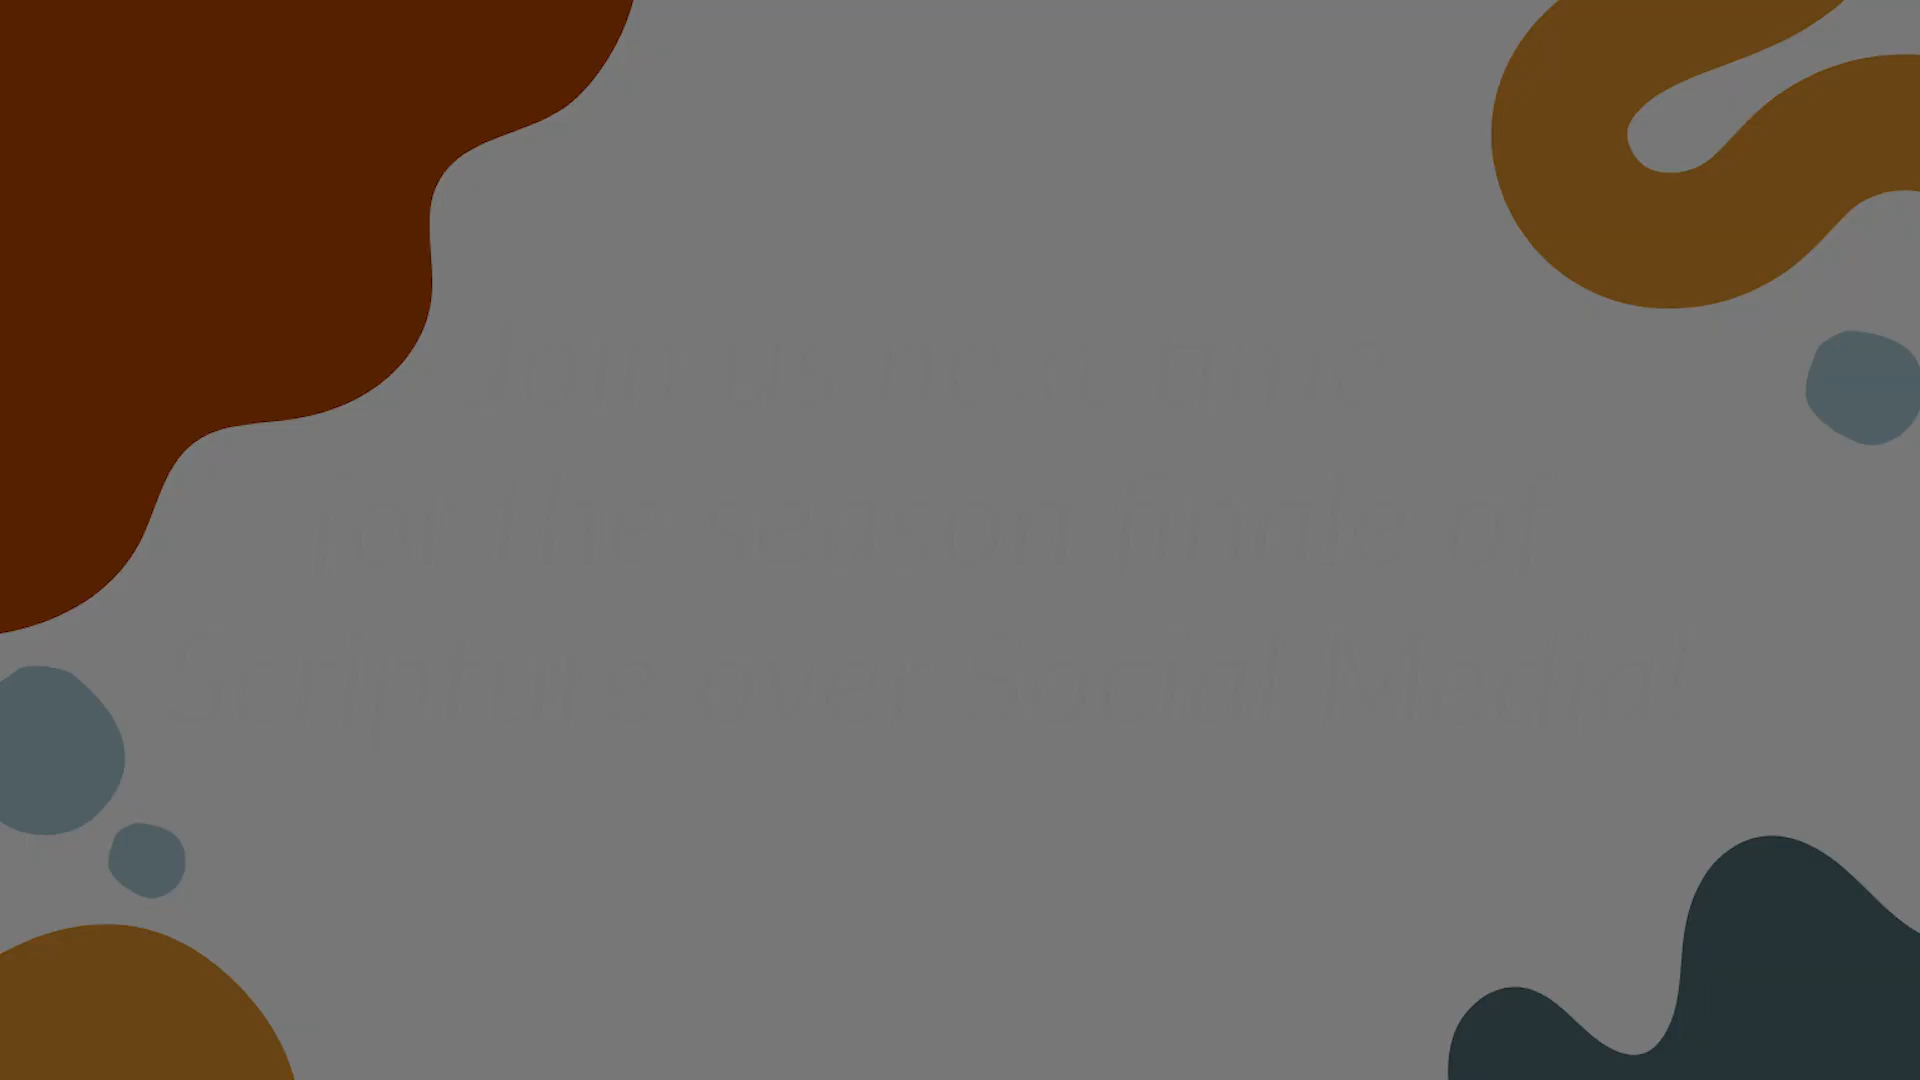 Join us next time
for the season finale of
Scripture over Social Media!